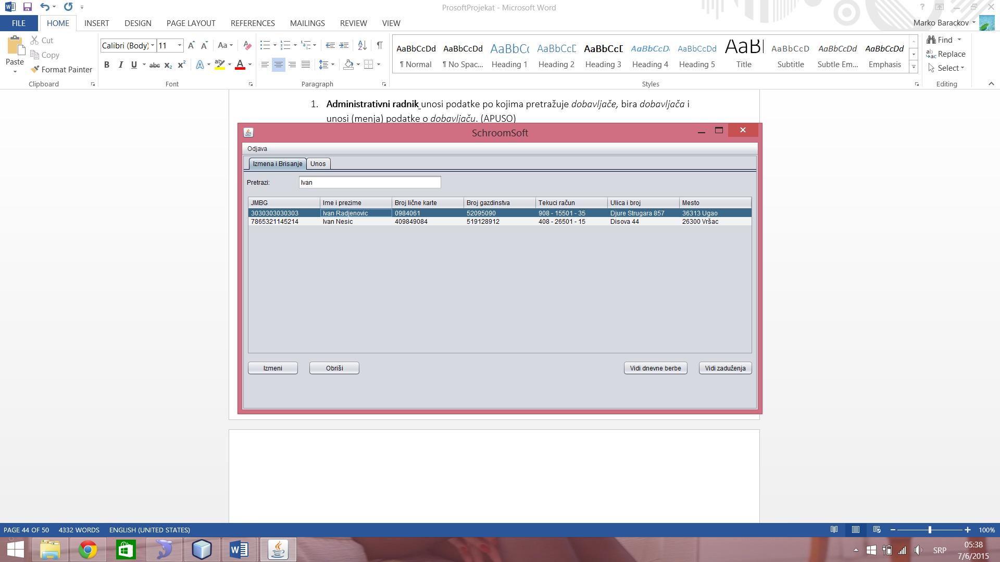 ProsoftProjekat - Microsoft Word
FILE HOME INSERT DESIGN PAGE LAYOUT REFERENCES MAILINGS REVIEW VIEW
Marko Barackov
Paste
Cut
Copy
Format Painter
Clipboard
Calibri (Body) 11
Font
Paragraph
AaBbCcDd AaBbCcDd AaBbCc AaBbCcD AaBbCcD AaBbCcD AaBbCcDd AaB AaBbCcD AaBbCcDd AaBbCcDd
¶ Normal ¶ No Spac... Heading 1 Heading 2 Heading 3 Heading 4 Heading 5 Title Subtitle Subtle Em... Emphasis
Styles
Find
Replace
Select
Editing
1. Administrativni radnik unosi podatke po kojima pretražuje dobavljače, bira dobavljača i
unosi (menja) podatke o dobavljaču. (APUSO)
SchroomSoft
Odjava
Izmena i Brisanje Unos
Pretrazi: Ivan
JMBG Ime i prezime Broj lične karte Broj gazdinstva Tekuci račun Ulica i broj Mesto
3030303030303 Ivan Radjenovic 0984061 52095090 908 - 15501 - 35 Djure Strugara 857 36313 Ugao
7865321145214 Ivan Nesic 409849084 519128912 408 - 26501 - 15 Disova 44 26300 Vršac
Izmeni Obriši Vidi dnevne berbe Vidi zaduženja
PAGE 44 OF 50 4332 WORDS ENGLISH (UNITED STATES) 100%
SRP
05:38
7/6/2015